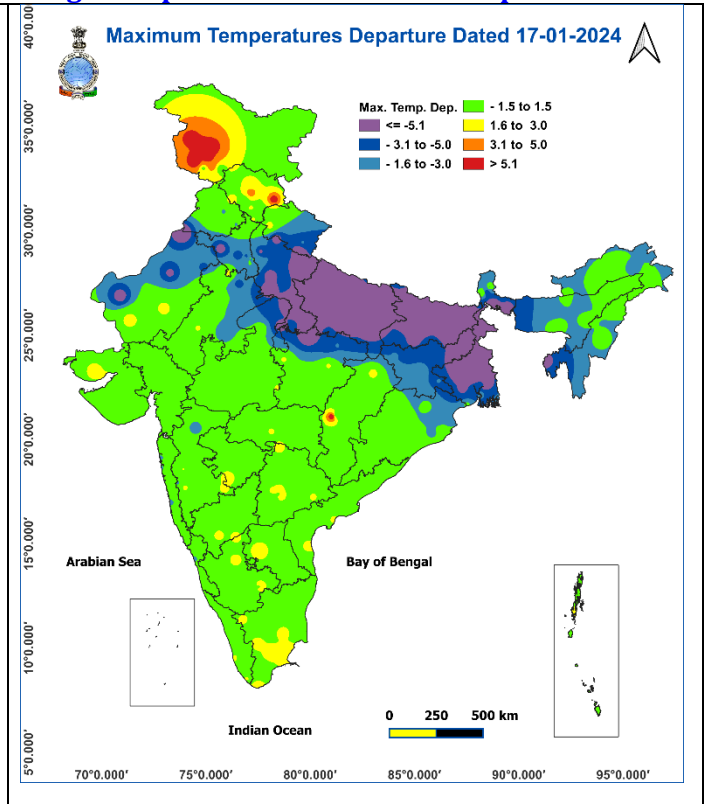 Maximum Temperatures Departure Dated 17-01-2024
Max. Temp. Dep.
<= -5.1
- 3.1 to -5.0
- 1.6 to -3.0
- 1.5 to 1.5
1.6 to 3.0
3.1 to 5.0
> 5.1
40°0.000'
35°0.000'
30°0.000'
25°0.000'
20°0.000'
15°0.000'
10°0.000'
5°0.000'
Arabian Sea
Bay of Bengal
Indian Ocean
0 250 500 km
70°0.000' 75°0.000' 80°0.000' 85°0.000' 90°0.000' 95°0.000'